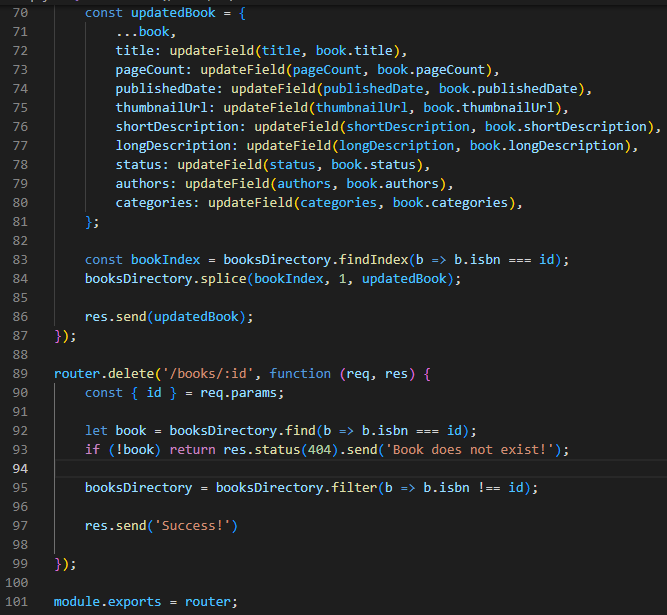 70 const updatedBook = {
71 ...book,
72 title: updateField(title, book.title),
73 pageCount: updateField(pageCount, book.pageCount),
74 publishedDate: updateField(publishedDate, book.publishedDate),
75 thumbnailUrl: updateField(thumbnailUrl, book.thumbnailUrl),
76 shortDescription: updateField(shortDescription, book.shortDescription),
77 longDescription: updateField(longDescription, book.longDescription),
78 status: updateField(status, book.status),
79 authors: updateField(authors, book.authors),
80 categories: updateField(categories, book.categories),
81 };
82
83 const bookIndex = booksDirectory.findIndex(b => b.isbn === id);
84 booksDirectory.splice(bookIndex, 1, updatedBook);
85
86 res.send(updatedBook);
87 });
88
89 router.delete('/books/:id', function (req, res) {
90 const { id } = req.params;
91
92 let book = booksDirectory.find(b => b.isbn === id);
93 if (!book) return res.status(404).send('Book does not exist!');
94
95 booksDirectory = booksDirectory.filter(b => b.isbn !== id);
96
97 res.send('Success!')
98
99 });
100
101 module.exports = router;